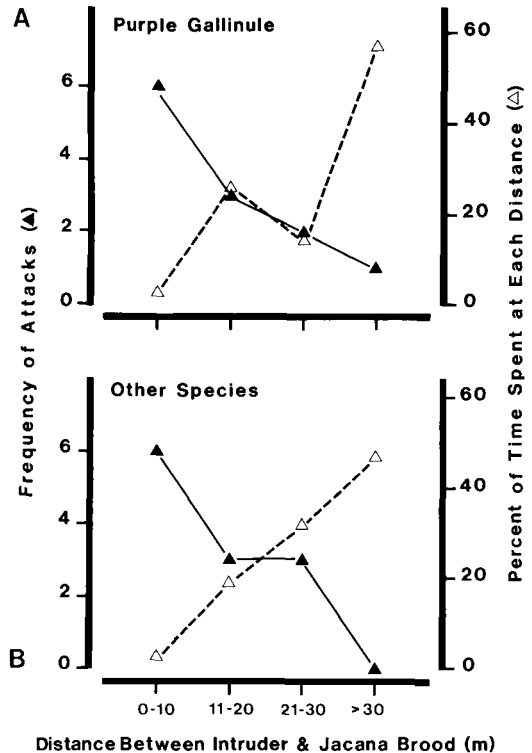 A
Purple Gallinule
6
4
2
0
60
40
20
0
Frequency of Attacks (▲)
Percent of Time Spent at Each Distance (△)
B
Other Species
6
4
2
0
60
40
20
0
0-10 11-20 21-30 >30
Distance Between Intruder & Jacana Brood (m)